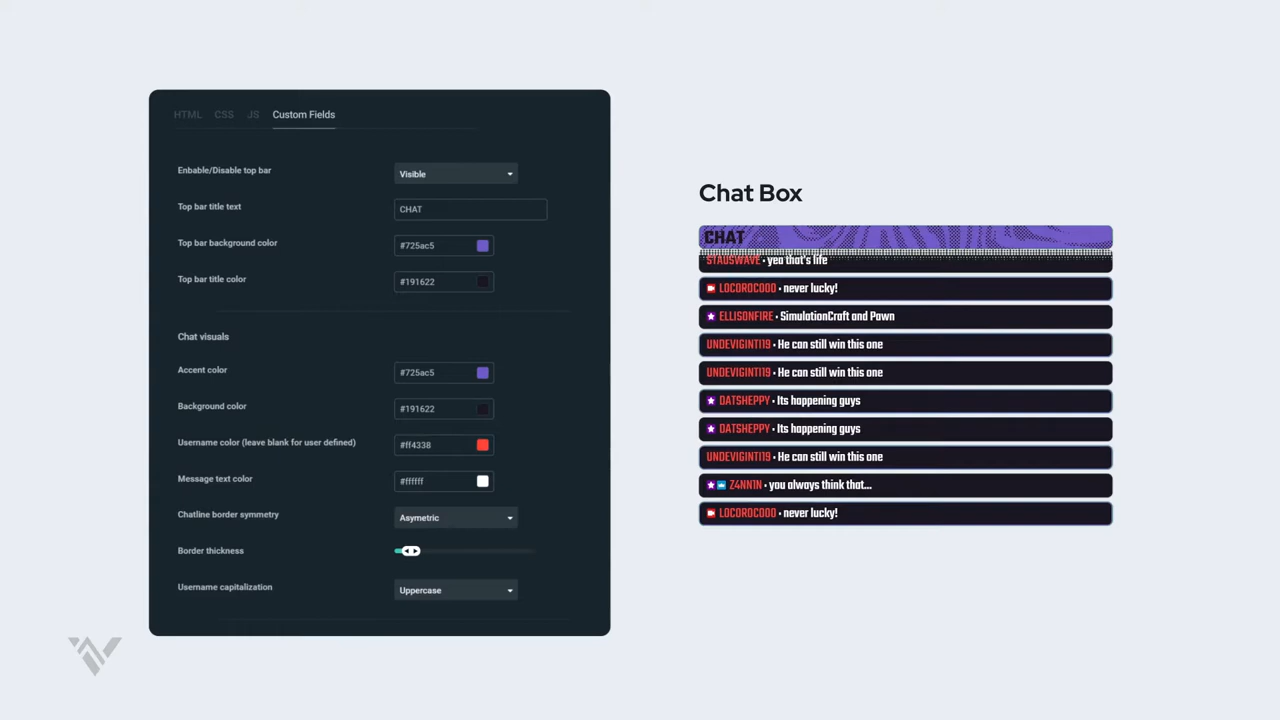 HTML CSS JS Custom Fields
Enbable/Disable top bar
Visible
Top bar title text
CHAT
Top bar background color
#725ac5
Top bar title color
#191622
Chat visuals
Accent color
#725ac5
Background color
#191622
Username color (leave blank for user defined)
#ff4338
Message text color
#ffffff
Chatline border symmetry
Asymetric
Border thickness
Username capitalization
Uppercase
Chat Box
CHAT
STAUSWAVE • yea that's life
LOCOROCOOO • never lucky!
ELLISONFIRE • SimulationCraft and Pawn
UNDEVIGINTI19 • He can still win this one
UNDEVIGINTI19 • He can still win this one
DATSHEPPY • Its happening guys
DATSHEPPY • Its happening guys
UNDEVIGINTI19 • He can still win this one
Z4NN1N • you always think that...
LOCOROCOOO • never lucky!